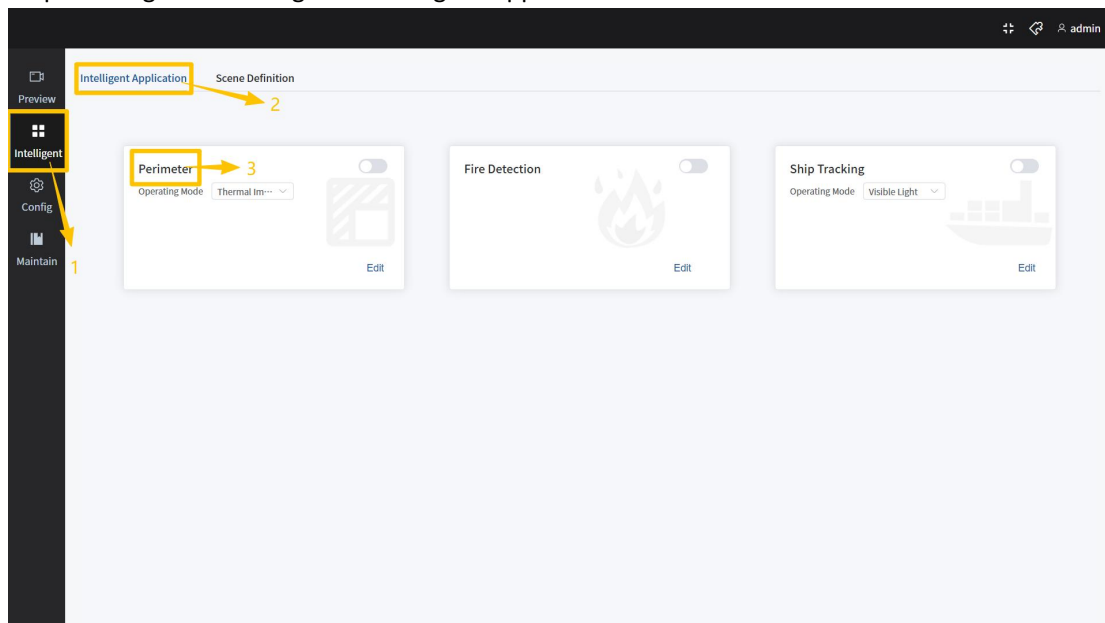 admin
Preview
Intelligent
Config
Maintain
1
Intelligent Application
Scene Definition
2
Perimeter
3
Operating Mode
Thermal Im···
Edit
Fire Detection
Edit
Ship Tracking
Operating Mode
Visible Light
Edit